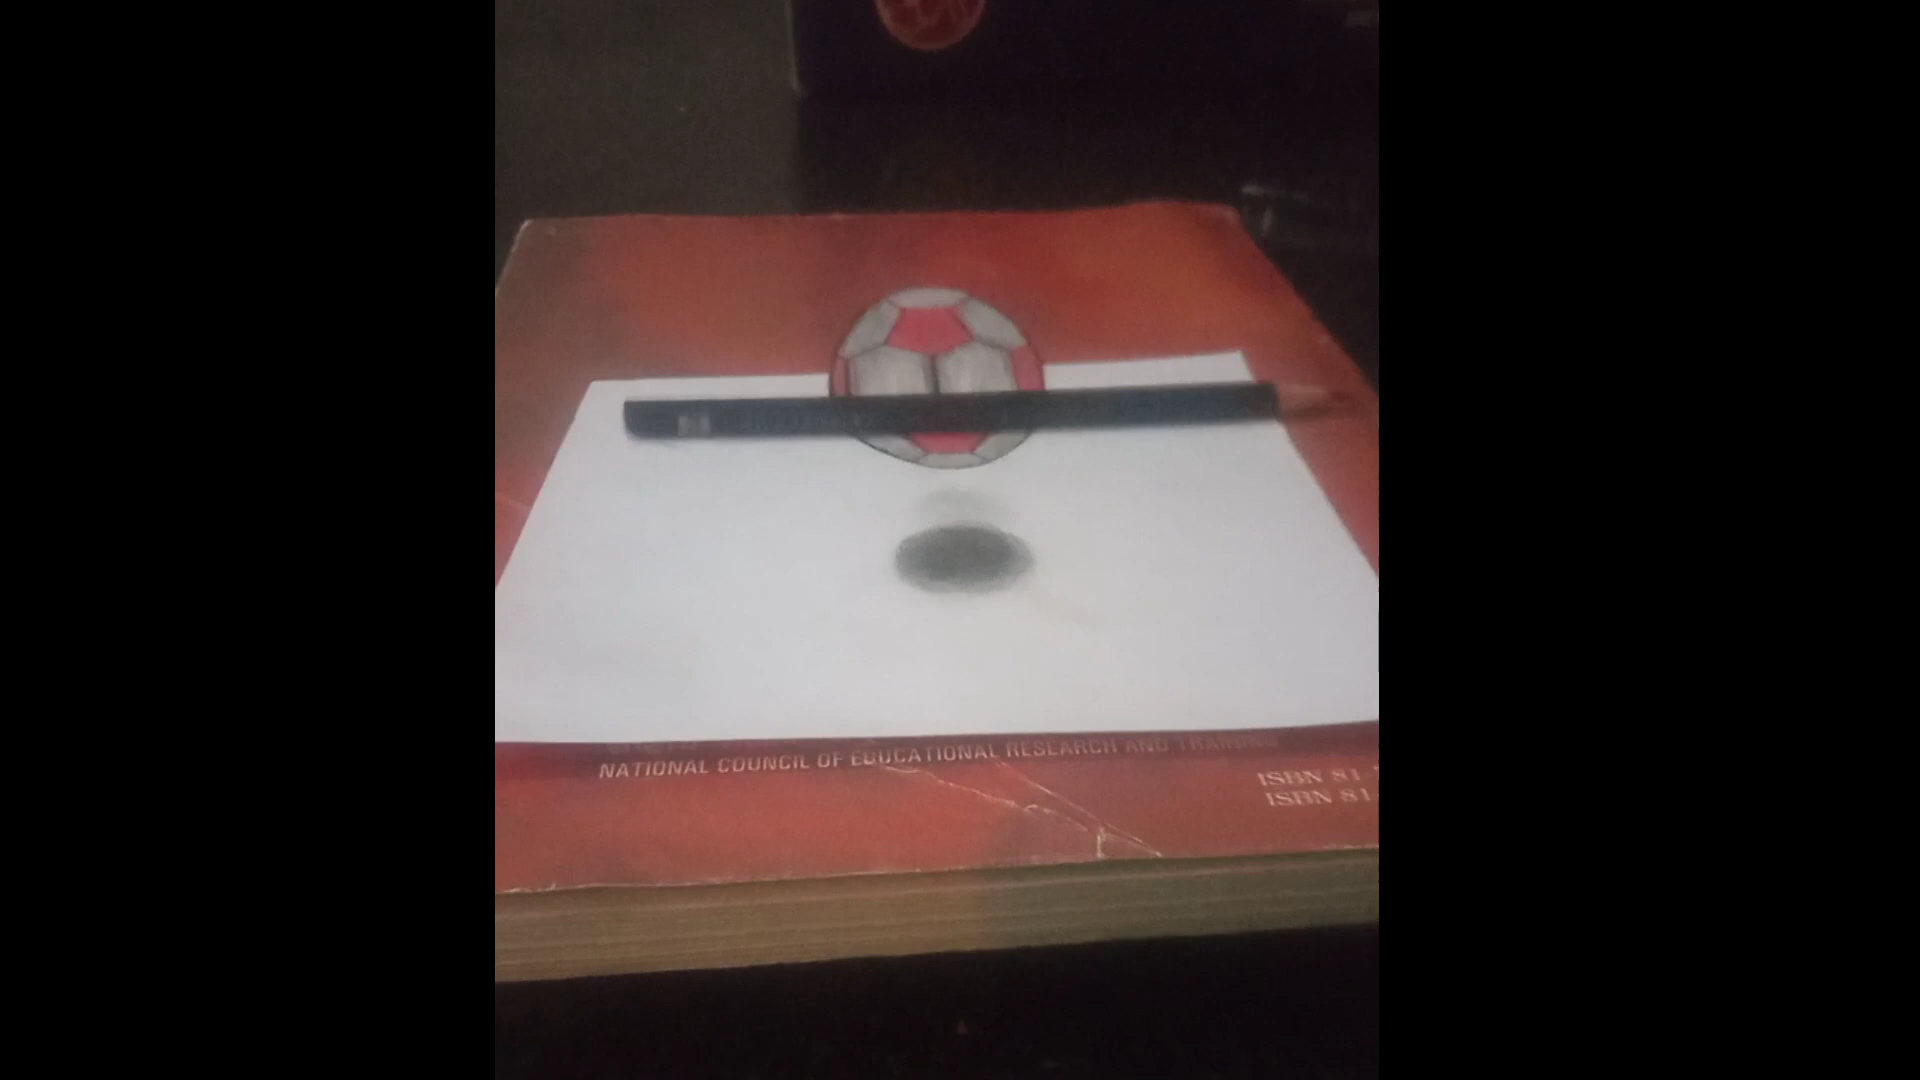 NATIONAL COUNCIL OF EDUCATIONAL RESEARCH AND TRAINING
ISBN 81-
ISBN 81-